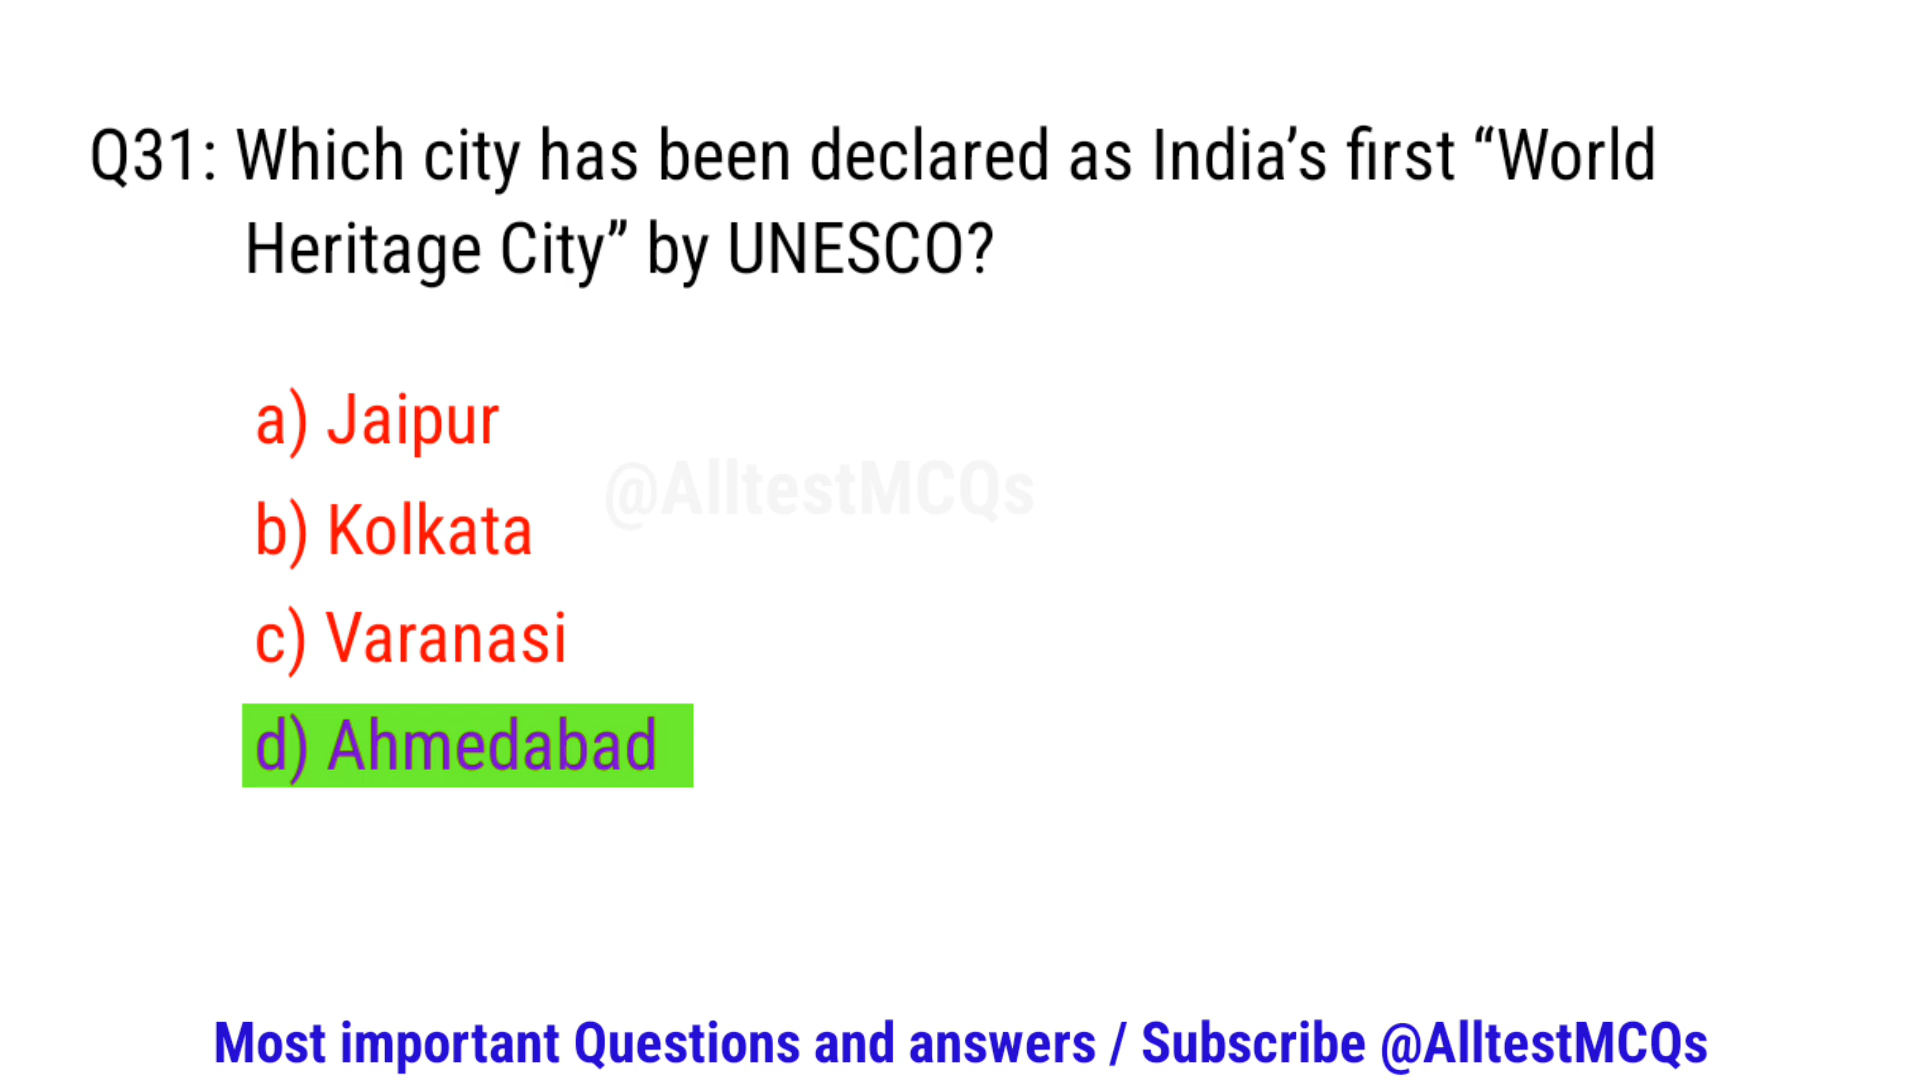 Q31: Which city has been declared as India’s first “World
Heritage City” by UNESCO?
a) Jaipur
@AlltestMCQs
b) Kolkata
c) Varanasi
d) Ahmedabad
Most important Questions and answers / Subscribe @AlltestMCQs